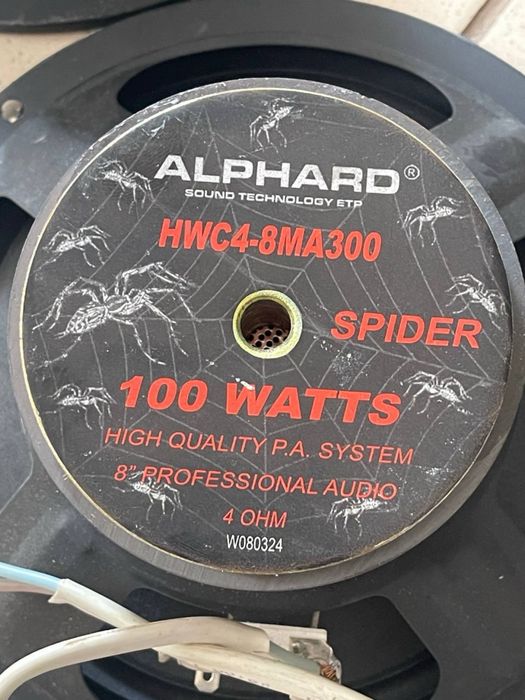 ALPHARD®
SOUND TECHNOLOGY ETP
HWC4-8MA300
SPIDER
100 WATTS
HIGH QUALITY P.A. SYSTEM
8" PROFESSIONAL AUDIO
4 OHM
W080324